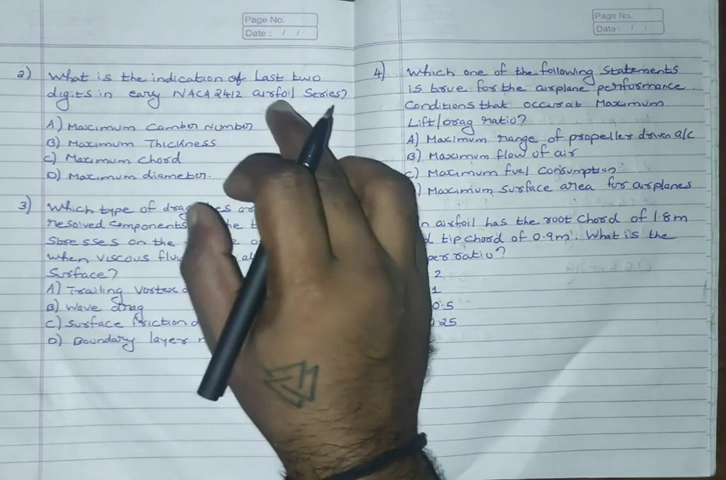 Page No.
Date: / /
2) What is the indication of Last two
digits in eary NACA 2412 airfoil Series?
A) Maximum Camber Number
B) Maximum Thickness
C) Maximum Chord
D) Maximum diameter.
3) Which type of drag
resolved components
stresses on the
when viscous
Surface?
A) Trailing Vortex
B) Wave drag
C) Surface friction
D) Boundary layer
Page No.
Date: / /
4) Which one of the following Statements
is true for the airplane performance
Conditions that occur at Maximum
Lift/drag ratio?
A) Maximum range of propeller driven a/c
B) Maximum flow of air
C) Maximum fuel Consumption
) Maximum surface area for airplanes
airfoil has the root chord of 1.8m
tip chord of 0.9m. What is the
ratio?
2
1
0.5
0.25